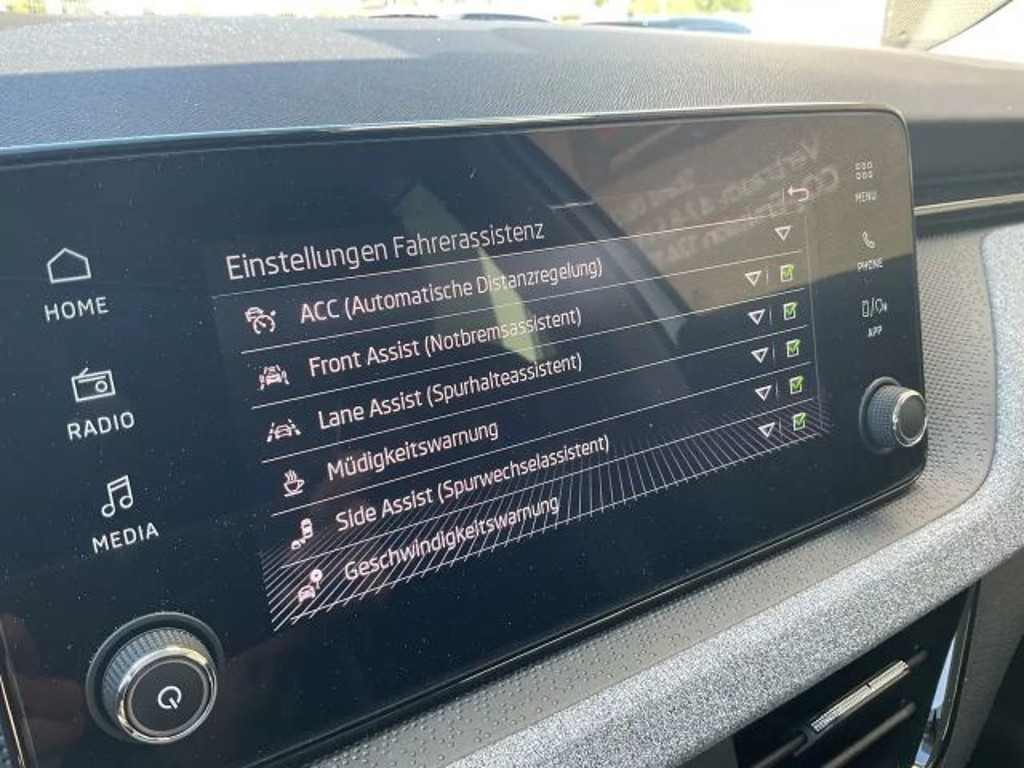 HOME
RADIO
MEDIA
Einstellungen Fahrerassistenz
ACC (Automatische Distanzregelung)
Front Assist (Notbremsassistent)
Lane Assist (Spurhalteassistent)
Müdigkeitswarnung
Side Assist (Spurwechselassistent)
Geschwindigkeitswarnung
MENU
PHONE
APP